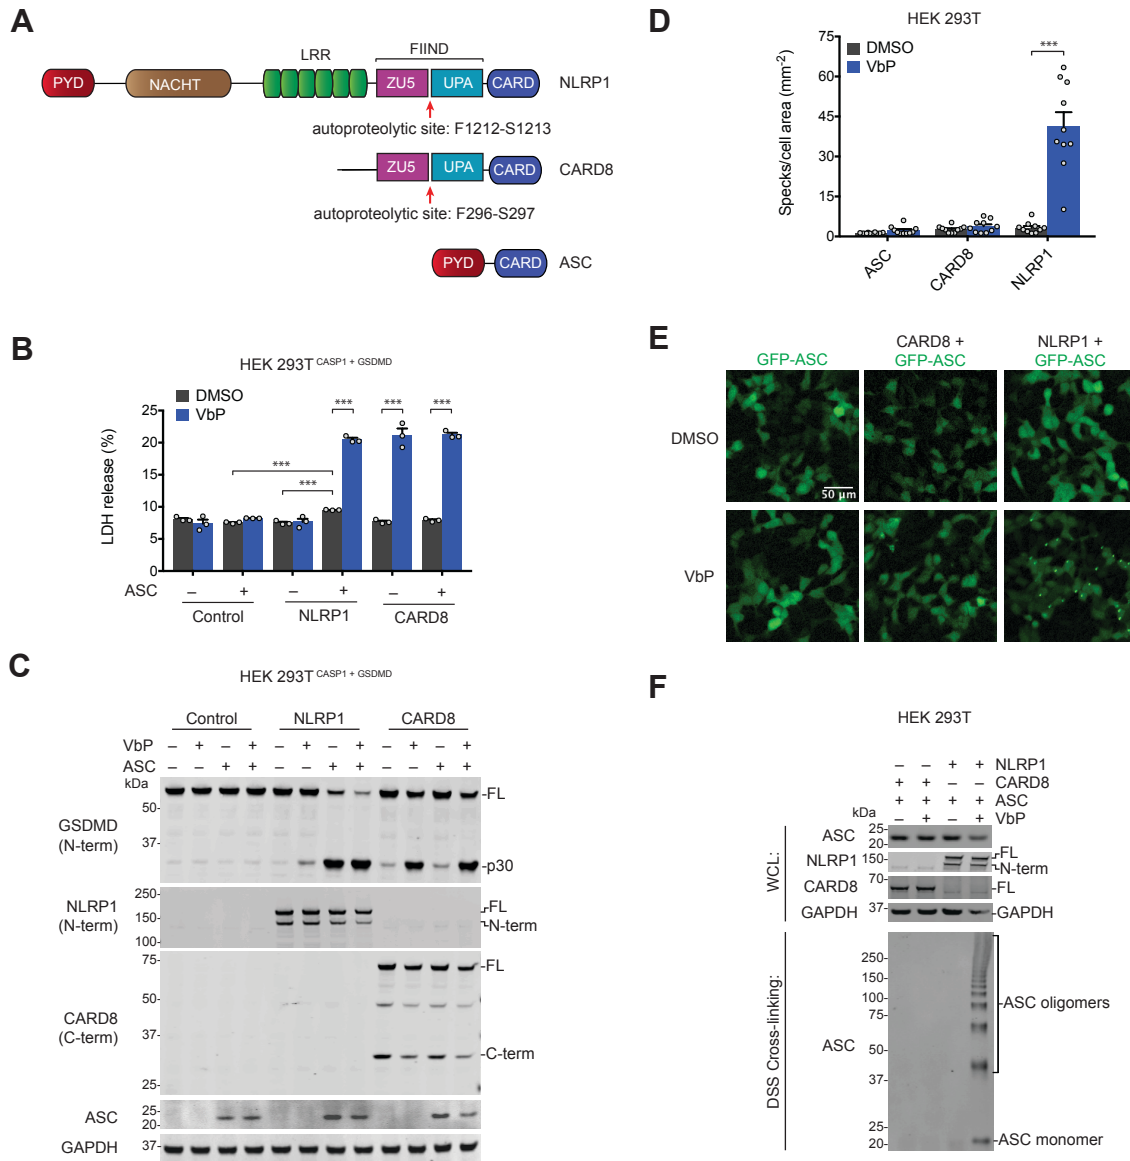 A
LRR
FIIND
PYD NACHT ZU5 UPA CARD NLRP1
autoproteolytic site: F1212-S1213
ZU5 UPA CARD CARD8
autoproteolytic site: F296-S297
PYD CARD ASC
B
HEK 293T CASP1 + GSDMD
DMSO
VbP
LDH release (%)
25
20
15
10
5
0
*** *** *** *** ***
ASC – + – + – +
Control NLRP1 CARD8
C
HEK 293T CASP1 + GSDMD
Control NLRP1 CARD8
VbP – + – + – + – + – + – +
ASC – – + + – – + + – – + +
kDa
GSDMD
(N-term)
50-
37-
-FL
-p30
NLRP1
(N-term)
250-
150-
100-
FL
N-term
CARD8
(C-term)
75-
50-
37-
25-
-FL
-C-term
ASC
25-
20-
GAPDH
37-
D
HEK 293T
DMSO
VbP
Specks/cell area (mm-2)
75
60
45
30
15
0
***
ASC
CARD8
NLRP1
E
GFP-ASC
CARD8 +
GFP-ASC
NLRP1 +
GFP-ASC
DMSO
50 µm
VbP
F
HEK 293T
– – + + NLRP1
+ + – – CARD8
+ + + + ASC
– + – + VbP
kDa
WCL:
ASC
25-
20-
NLRP1
150-
FL
N-term
CARD8
70-
-FL
GAPDH
37-
-GAPDH
DSS Cross-linking:
ASC
250-
150-
100-
75-
50-
37-
25-
20-
-ASC oligomers
-ASC monomer